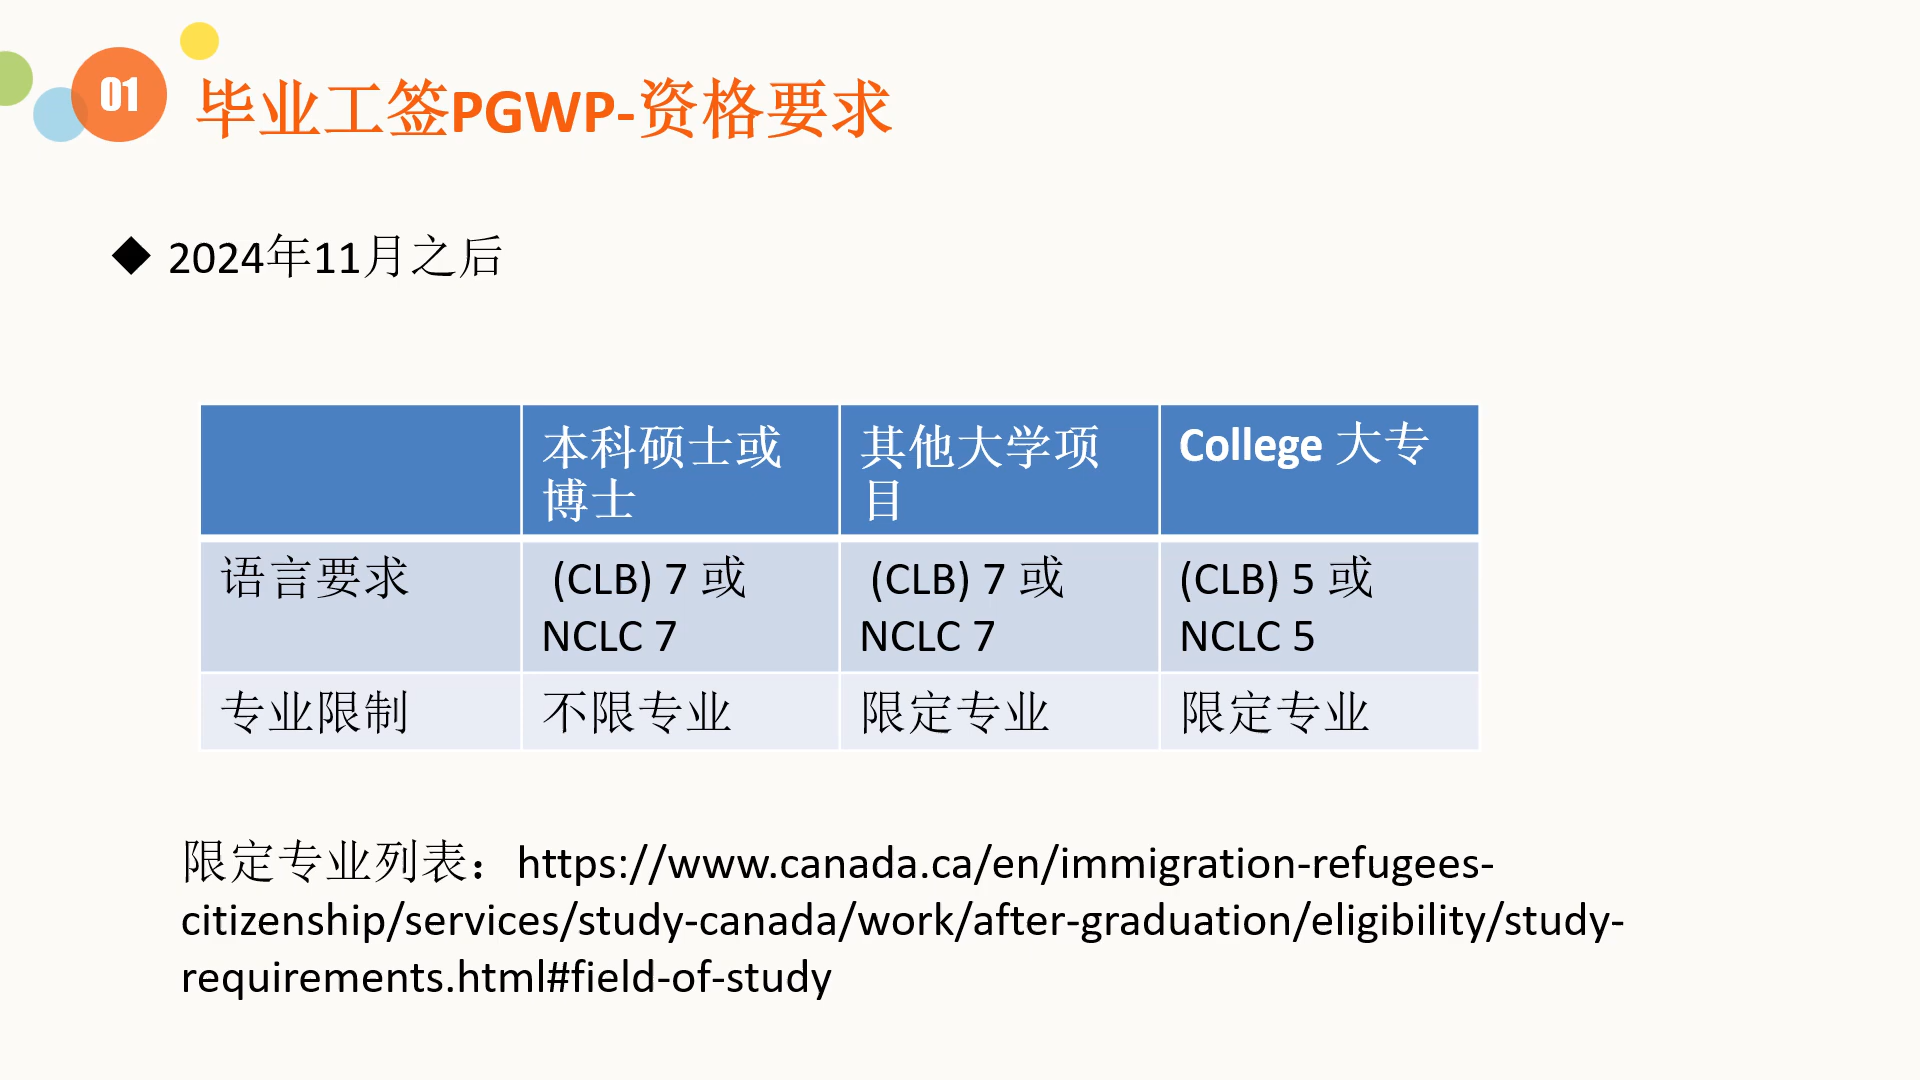 01
毕业工签PGWP-资格要求
◆ 2024年11月之后
本科硕士或
博士
其他大学项
目
College 大专
语言要求
(CLB) 7 或
NCLC 7
(CLB) 7 或
NCLC 7
(CLB) 5 或
NCLC 5
专业限制
不限专业
限定专业
限定专业
限定专业列表：https://www.canada.ca/en/immigration-refugees-
citizenship/services/study-canada/work/after-graduation/eligibility/study-
requirements.html#field-of-study